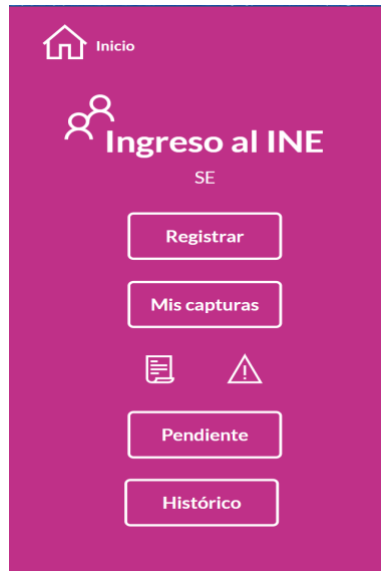 Inicio
Ingreso al INE
SE
Registrar
Mis capturas
Pendiente
Histórico